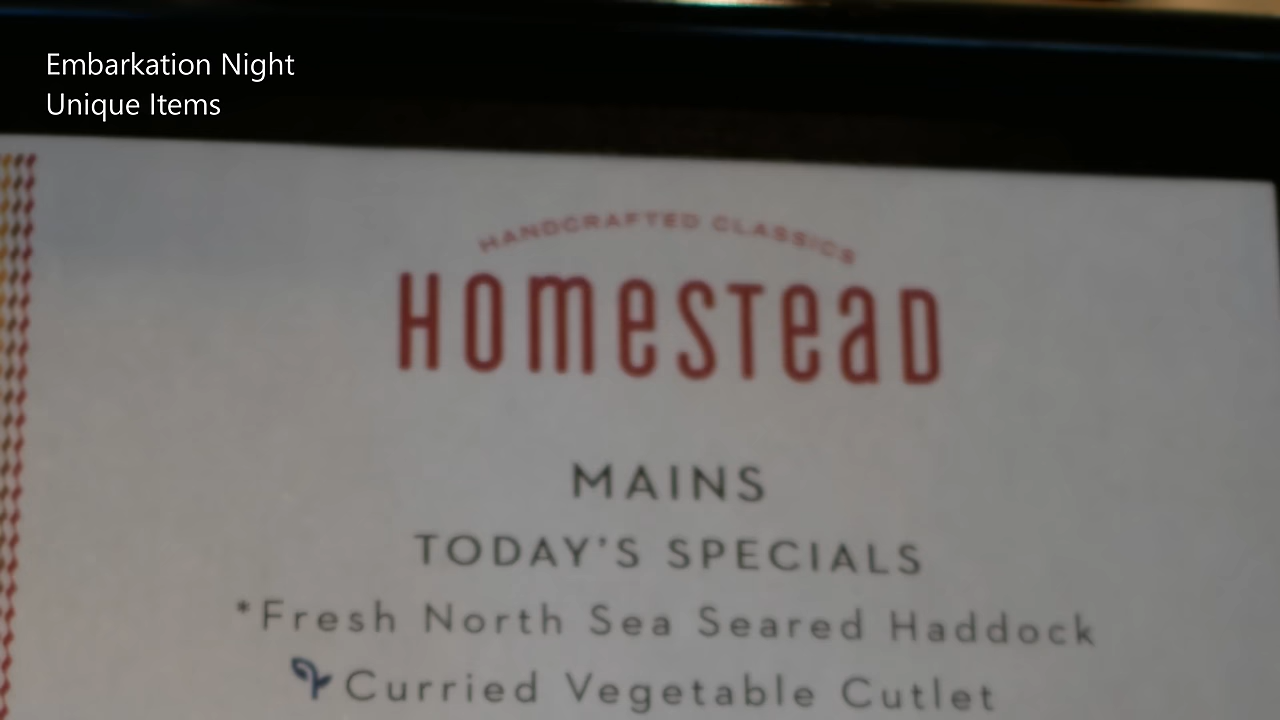 Embarkation Night
Unique Items
HANDCRAFTED CLASSICS
HOMESTEAD
MAINS
TODAY'S SPECIALS
*Fresh North Sea Seared Haddock
Curried Vegetable Cutlet